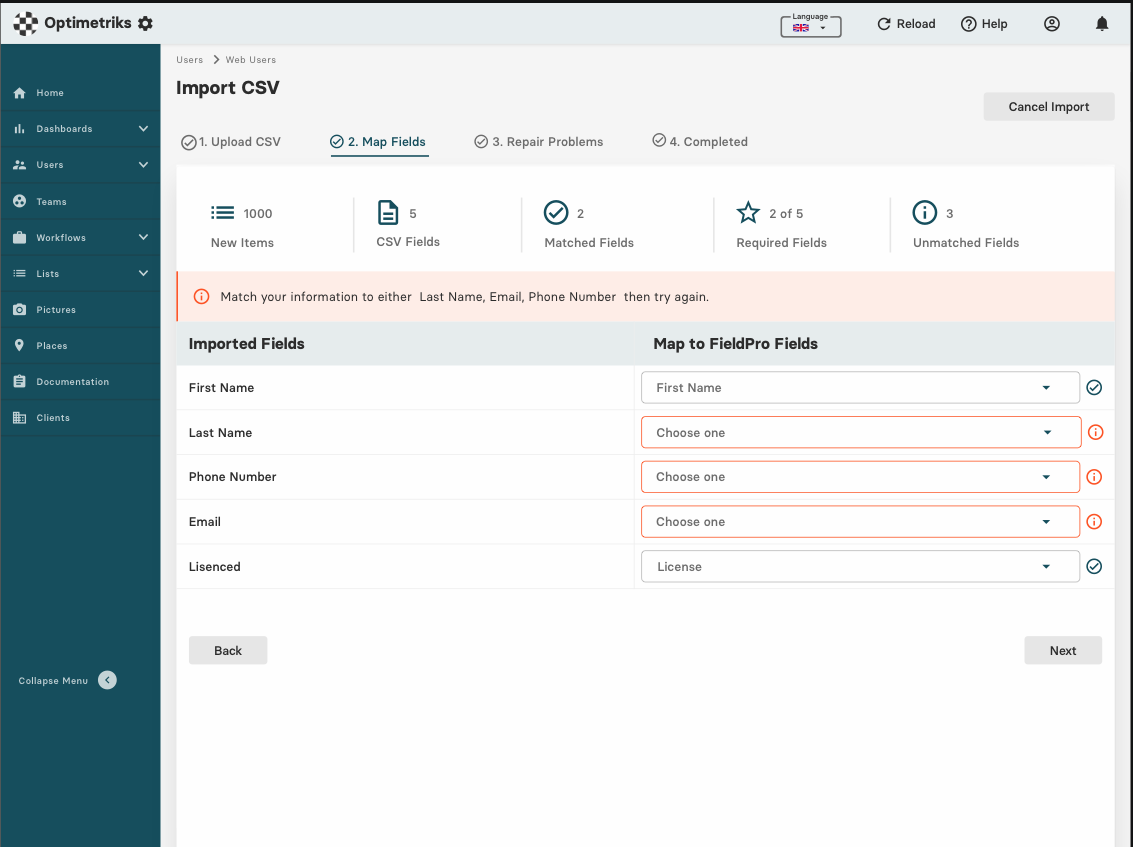 Optimetriks
Language
Reload
Help
Home
Dashboards
Users
Teams
Workflows
Lists
Pictures
Places
Documentation
Clients
Collapse Menu
Users Web Users
Import CSV
Cancel Import
1. Upload CSV
2. Map Fields
3. Repair Problems
4. Completed
1000
New Items
5
CSV Fields
2
Matched Fields
2 of 5
Required Fields
3
Unmatched Fields
Match your information to either Last Name, Email, Phone Number then try again.
Imported Fields Map to FieldPro Fields
First Name First Name
Last Name Choose one
Phone Number Choose one
Email Choose one
Lisenced License
Back Next